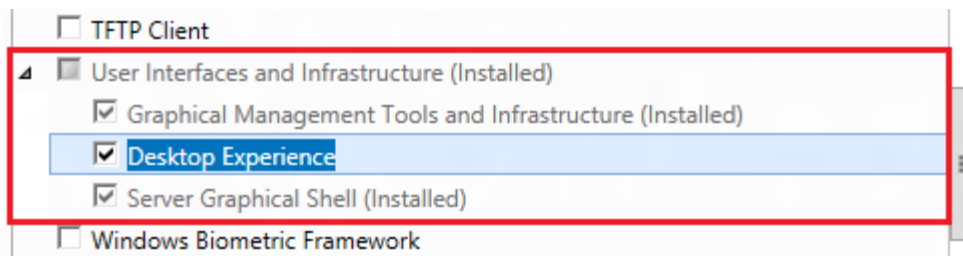 TFTP Client
User Interfaces and Infrastructure (Installed)
Graphical Management Tools and Infrastructure (Installed)
Desktop Experience
Server Graphical Shell (Installed)
Windows Biometric Framework